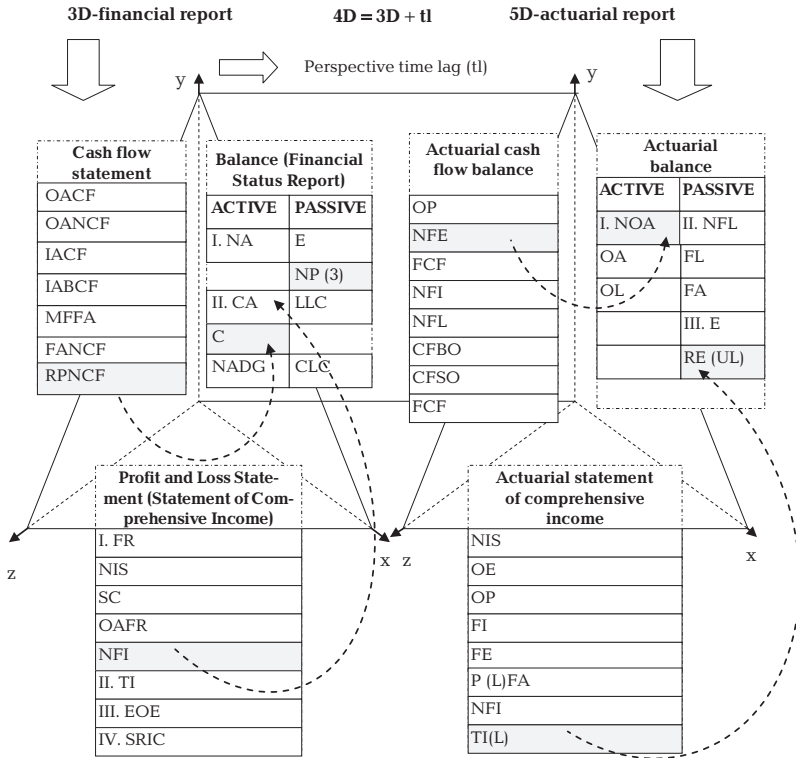 3D-financial report
4D = 3D + tl
5D-actuarial report
Perspective time lag (tl)
y
y
Cash flow
statement
OACF
OANCF
IACF
IABCF
MFFA
FANCF
RPNCF
Balance (Financial
Status Report)
ACTIVE PASSIVE
I. NA E
NP (3)
II. CA LLC
C
NADG CLC
Actuarial cash
flow balance
OP
NFE
FCF
NFI
NFL
CFBO
CFSO
FCF
Actuarial
balance
ACTIVE PASSIVE
I. NOA II. NFL
OA FL
OL FA
III. E
RE (UL)
Profit and Loss State-
ment (Statement of Com-
prehensive Income)
I. FR
NIS
SC
OAFR
NFI
II. TI
III. EOE
IV. SRIC
Actuarial statement
of comprehensive
income
NIS
OE
OP
FI
FE
P (L)FA
NFI
TI(L)
z
x
z
x